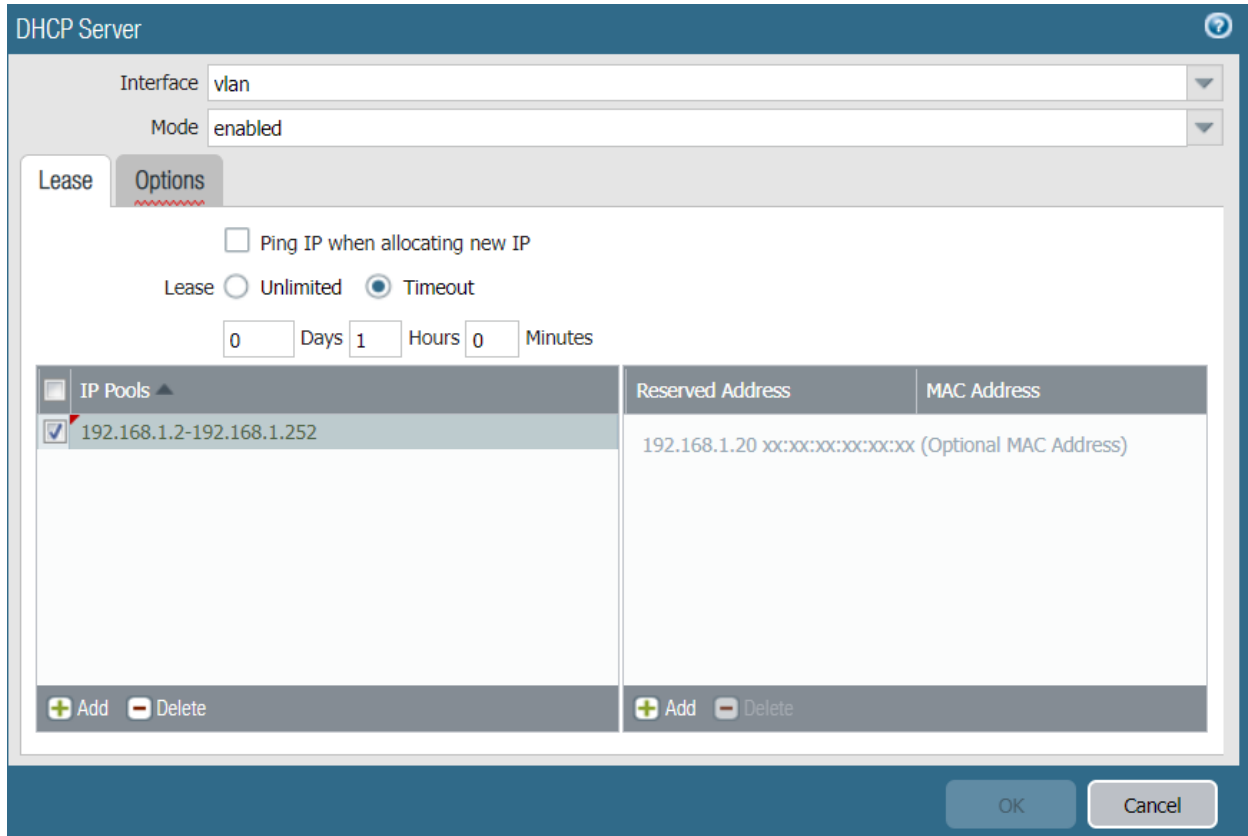 DHCP Server
Interface vlan
Mode enabled
Lease Options
Ping IP when allocating new IP
Lease Unlimited Timeout
0 Days 1 Hours 0 Minutes
IP Pools Reserved Address MAC Address
192.168.1.2-192.168.1.252
192.168.1.20 xx:xx:xx:xx:xx:xx (Optional MAC Address)
Add Delete Add Delete
OK Cancel